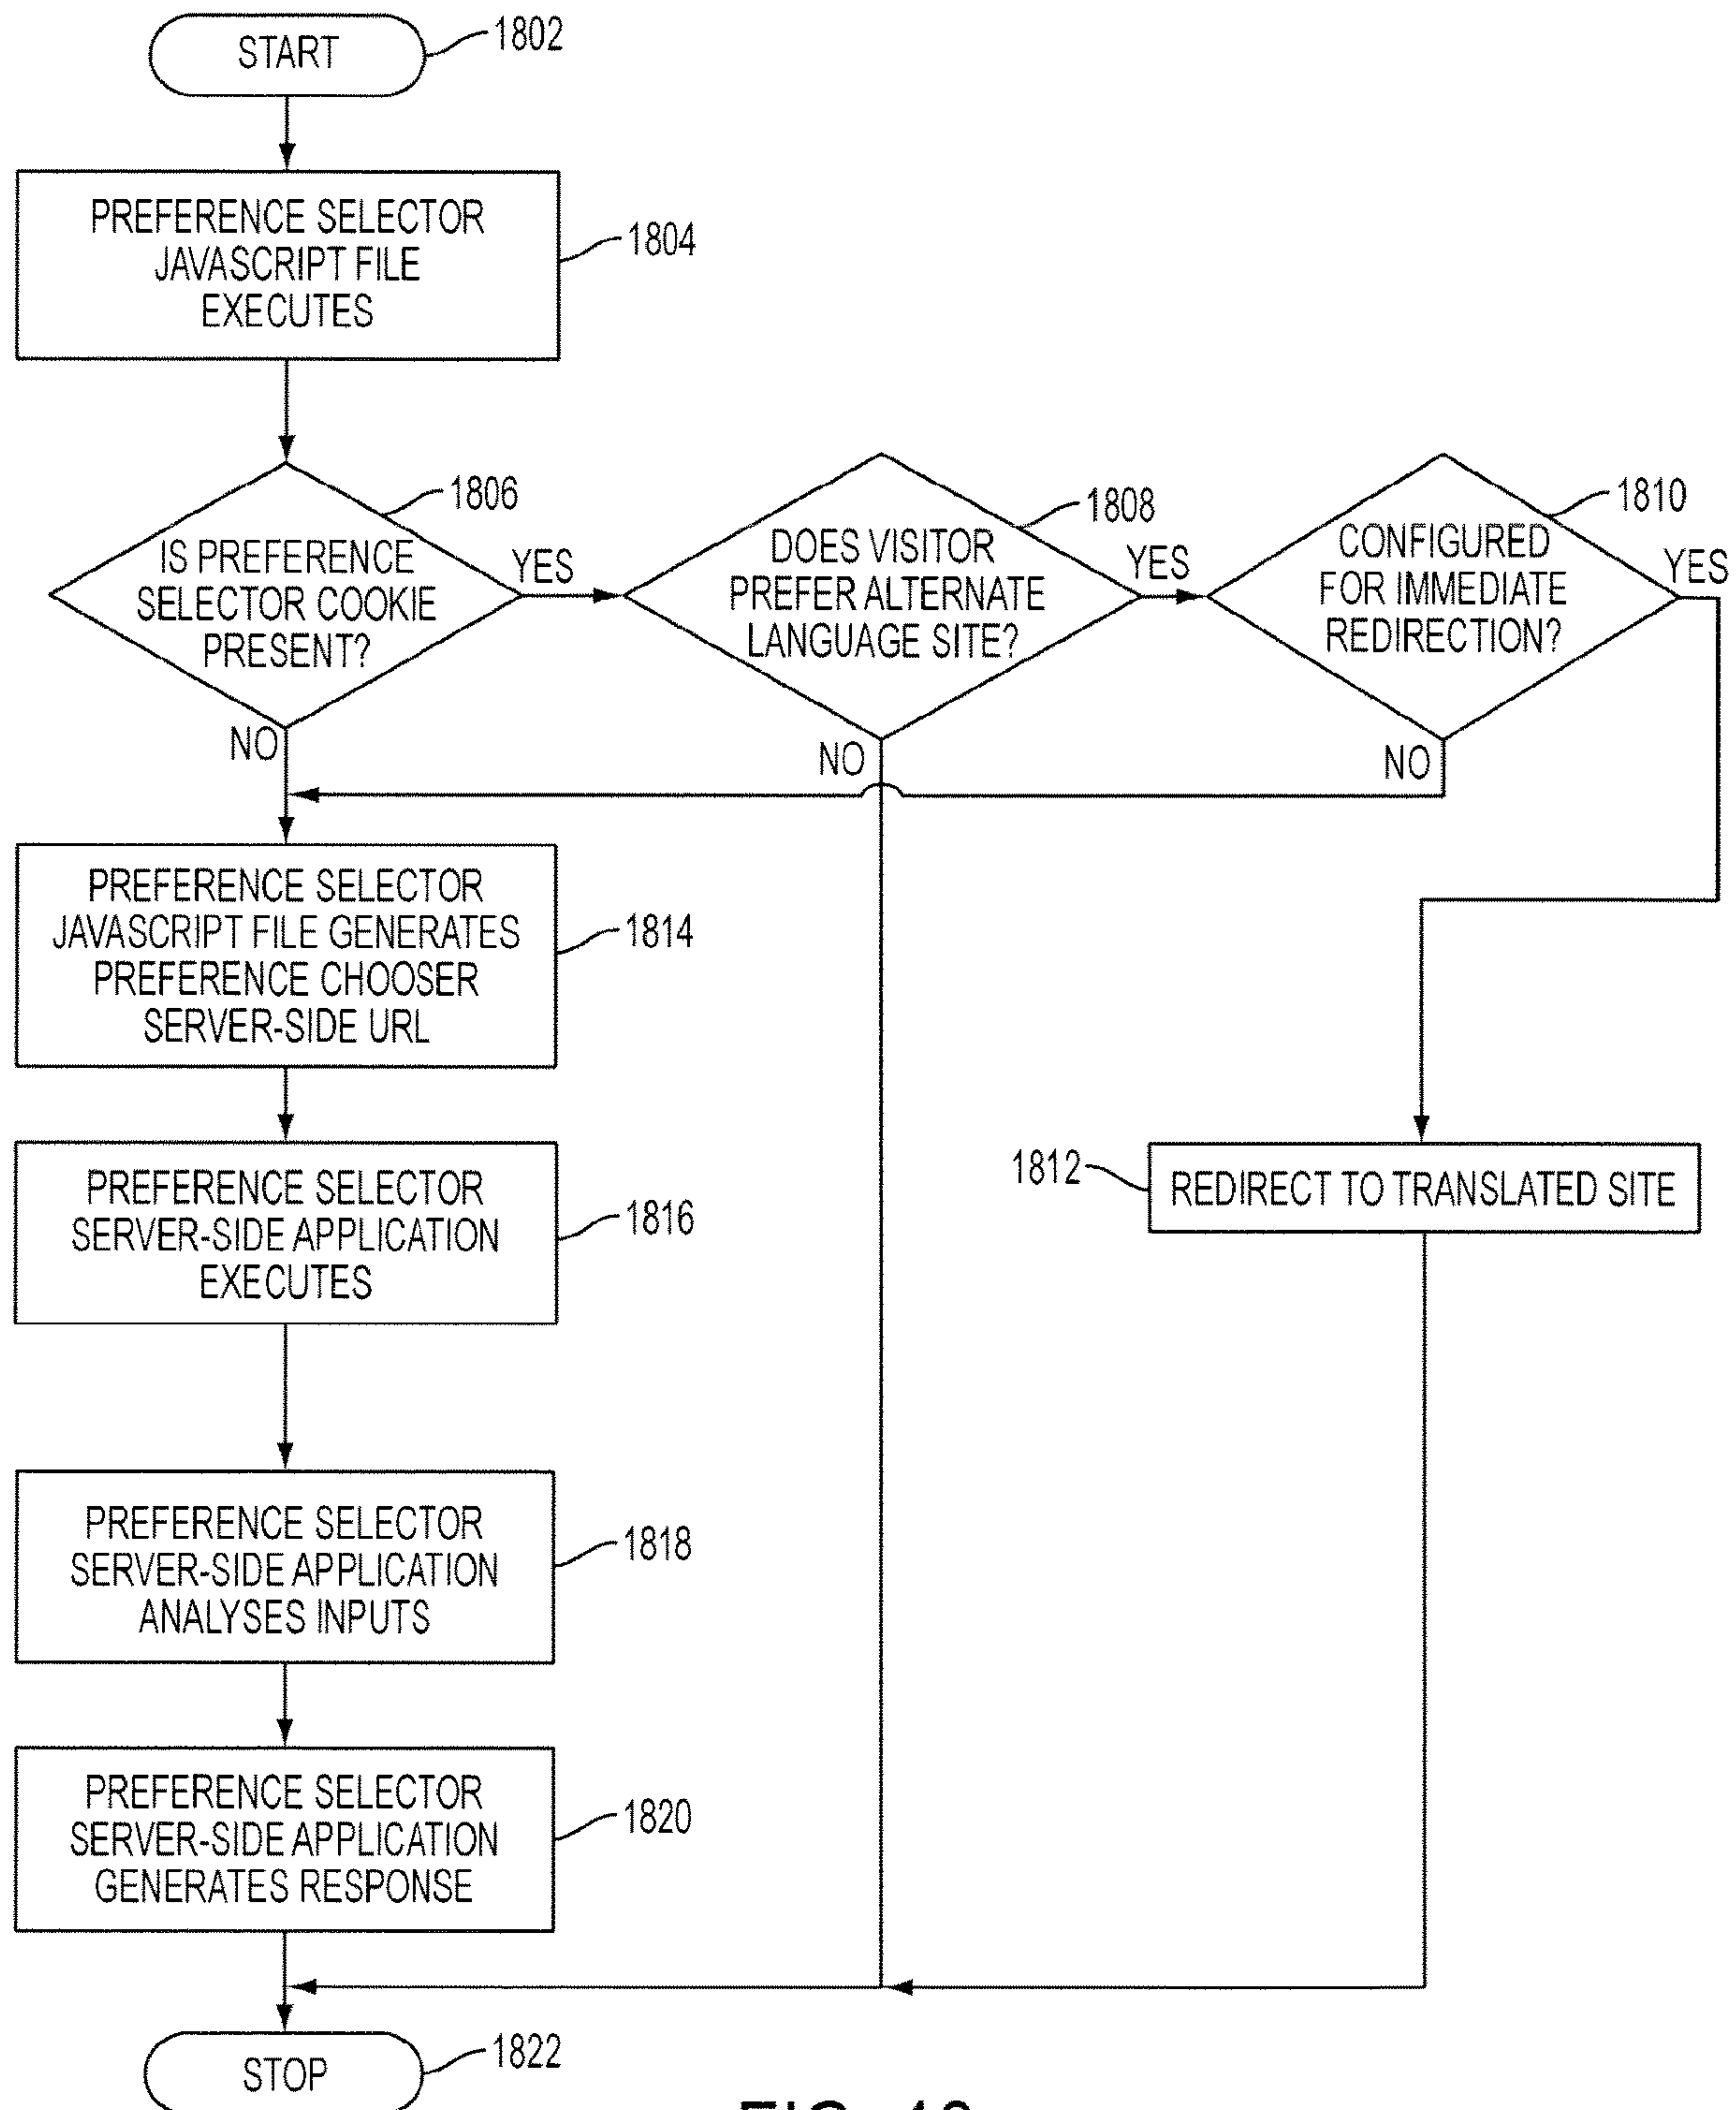 START
1802
PREFERENCE SELECTOR
JAVASCRIPT FILE
EXECUTES
1804
IS PREFERENCE
SELECTOR COOKIE
PRESENT?
1806
YES
NO
DOES VISITOR
PREFER ALTERNATE
LANGUAGE SITE?
1808
YES
NO
CONFIGURED
FOR IMMEDIATE
REDIRECTION?
1810
YES
NO
PREFERENCE SELECTOR
JAVASCRIPT FILE GENERATES
PREFERENCE CHOOSER
SERVER-SIDE URL
1814
PREFERENCE SELECTOR
SERVER-SIDE APPLICATION
EXECUTES
1816
1812
REDIRECT TO TRANSLATED SITE
PREFERENCE SELECTOR
SERVER-SIDE APPLICATION
ANALYSES INPUTS
1818
PREFERENCE SELECTOR
SERVER-SIDE APPLICATION
GENERATES RESPONSE
1820
STOP
1822